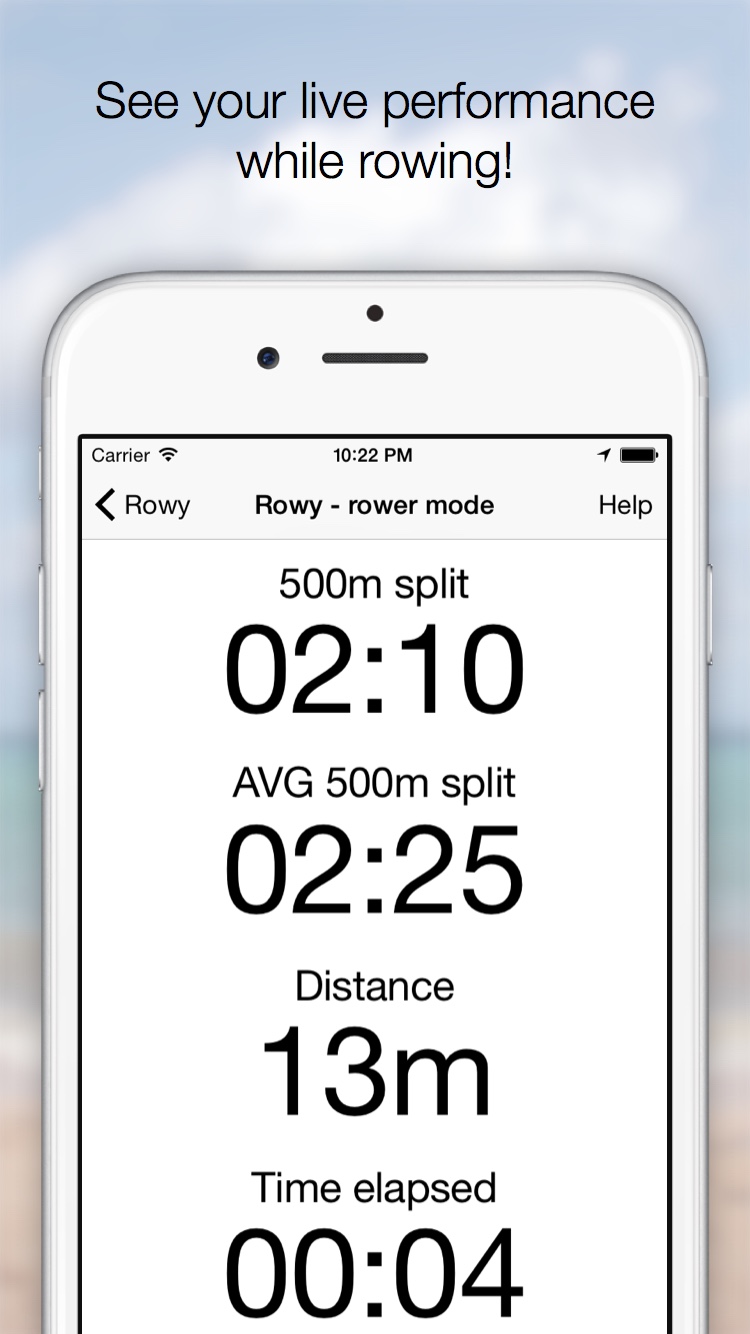 See your live performance
while rowing!
Carrier 10:22 PM
Rowy Rowy - rower mode Help
500m split
02:10
AVG 500m split
02:25
Distance
13m
Time elapsed
00:04